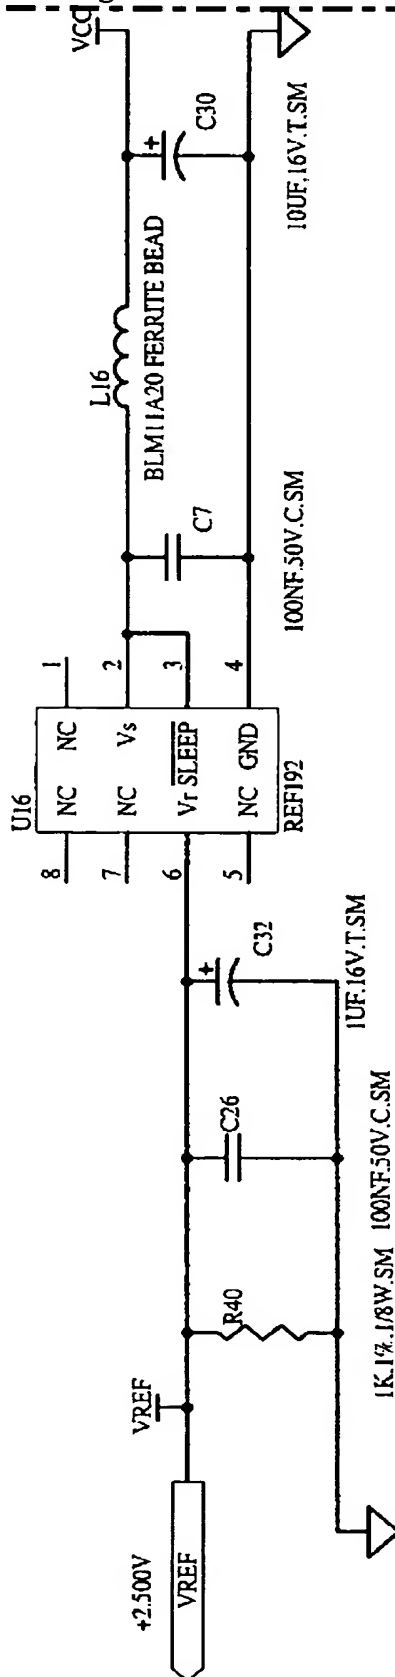 +2.500V
VREF
VREF
R40
1K.1%.1/8W.SM
C26
100NF.50V.C.SM
C32
1UF.16V.T.SM
U16
8 NC NC 1
7 NC Vs 2
6 Vr SLEEP 3
5 NC GND 4
REF192
C7
100NF.50V.C.SM
L16
BLM11A20 FERRITE BEAD
C30
10UF.16V.T.SM
VCC